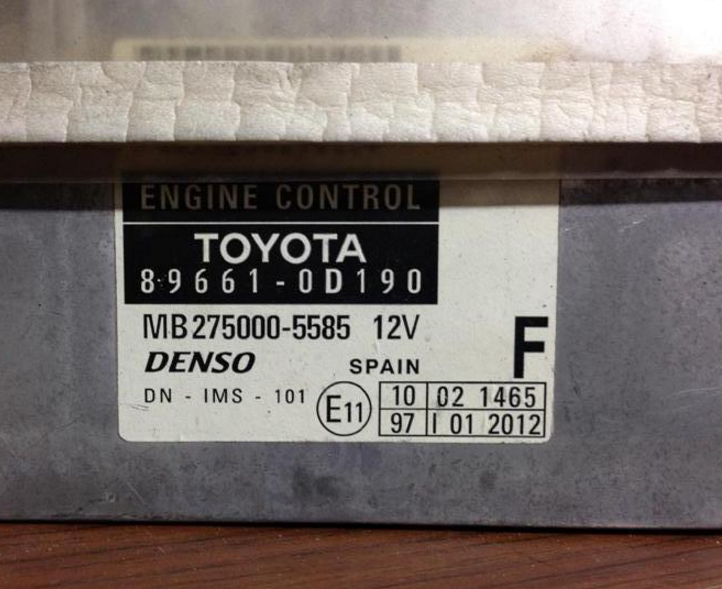 ENGINE CONTROL
TOYOTA
89661-0D190
MB275000-5585 12V
F
DENSO SPAIN
DN - IMS - 101
E11
10 02 1465
97 I 01 2012